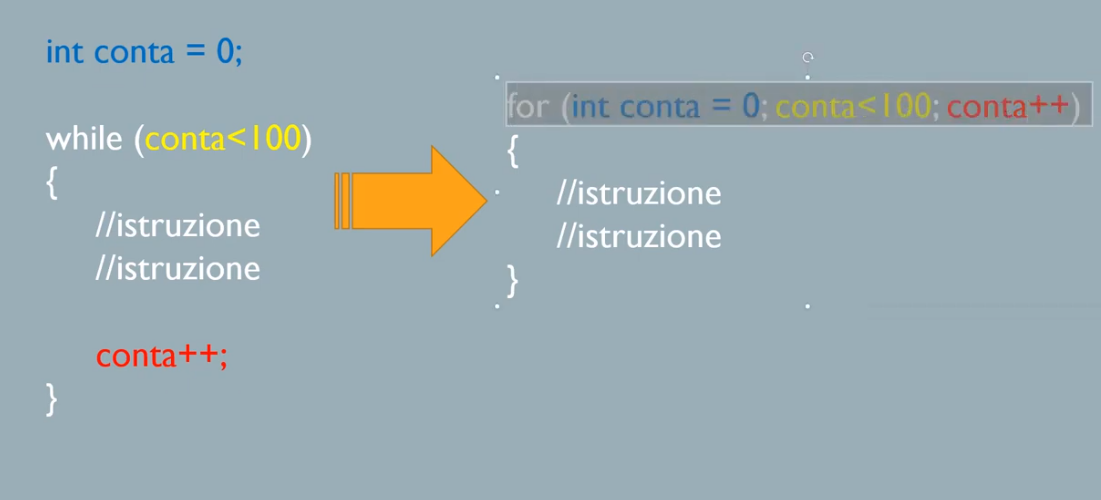 int conta = 0;
while (conta<100)
{
//istruzione
//istruzione
conta++;
}
for (int conta = 0; conta<100; conta++)
{
//istruzione
//istruzione
}